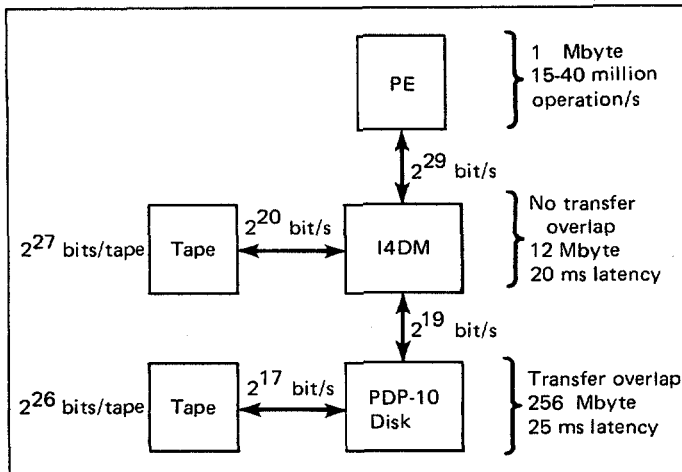 PE
1 Mbyte
15-40 million
operation/s
2^29 bit/s
2^27 bits/tape
Tape
2^20 bit/s
I4DM
No transfer
overlap
12 Mbyte
20 ms latency
2^19 bit/s
2^26 bits/tape
Tape
2^17 bit/s
PDP-10
Disk
Transfer overlap
256 Mbyte
25 ms latency